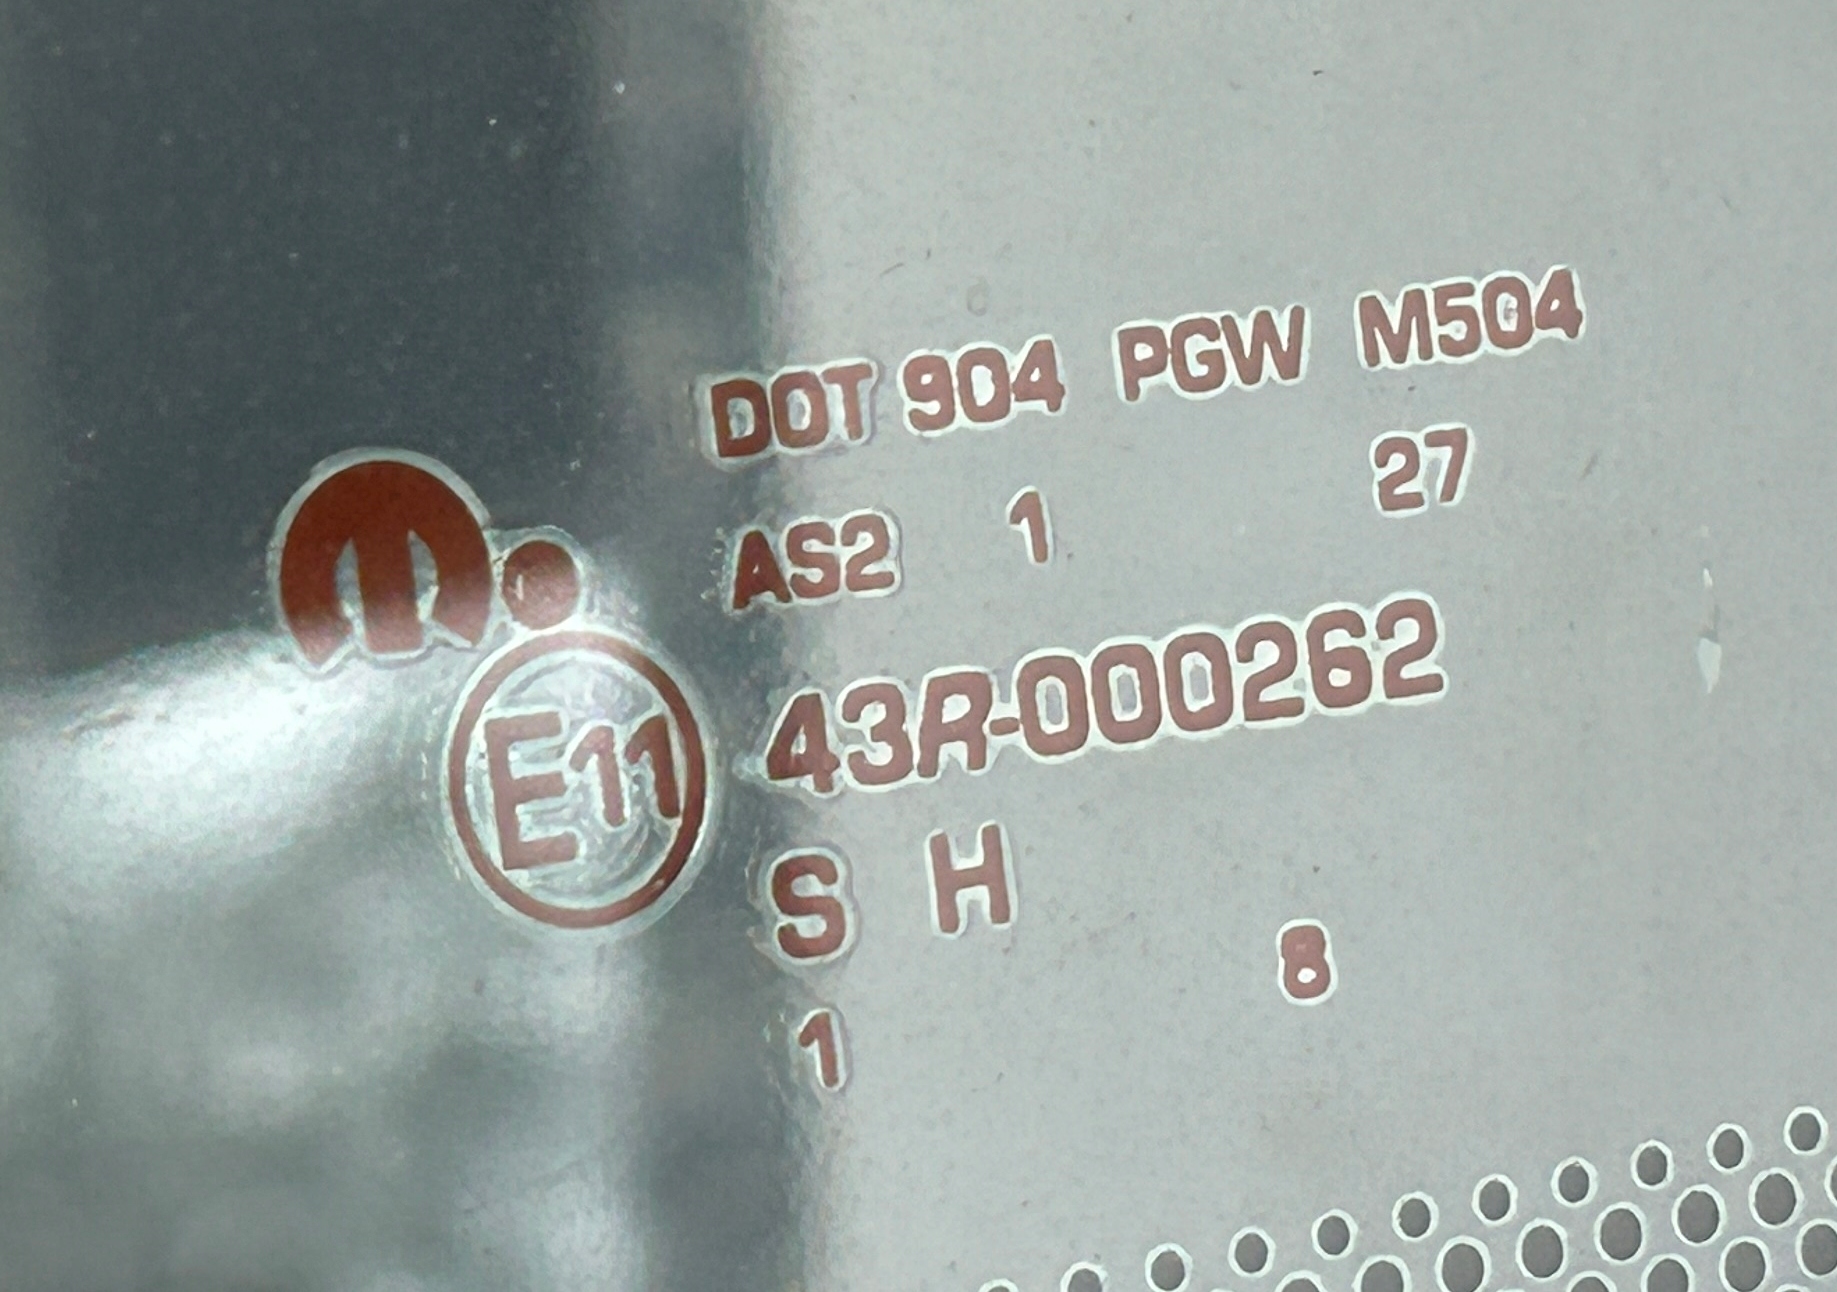 DOT 904 PGW M504
AS2 1 27
E11 43R-000262
S H
8
1